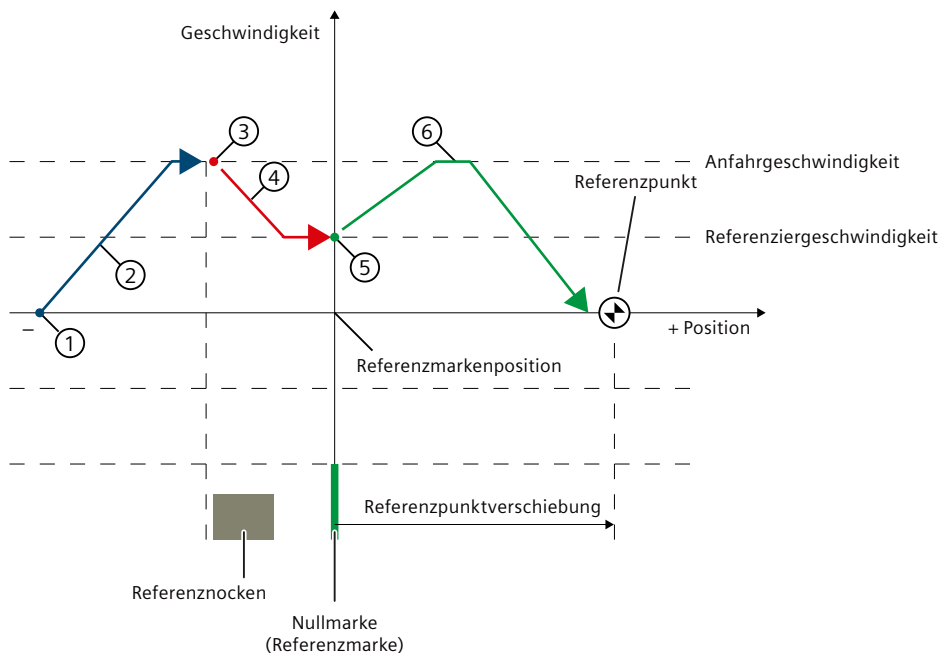 Geschwindigkeit
3
6
4
Anfahrgeschwindigkeit
Referenzpunkt
2
5
Referenziergeschwindigkeit
–
1
+ Position
Referenzmarkenposition
Referenzpunktverschiebung
Referenznocken
Nullmarke
(Referenzmarke)